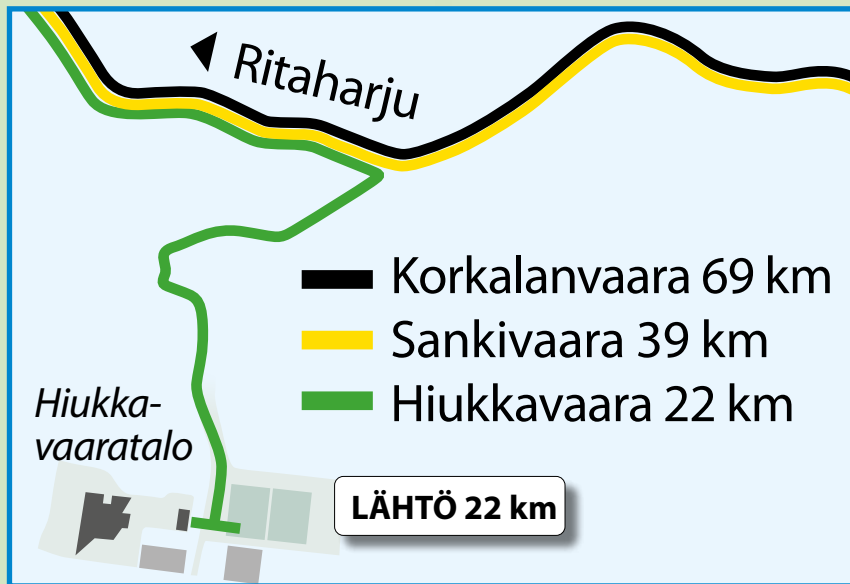 Ritaharju
Korkalanvaara 69 km
Sankivaara 39 km
Hiukkavaara 22 km
Hiukka-
vaaratalo
LÄHTÖ 22 km